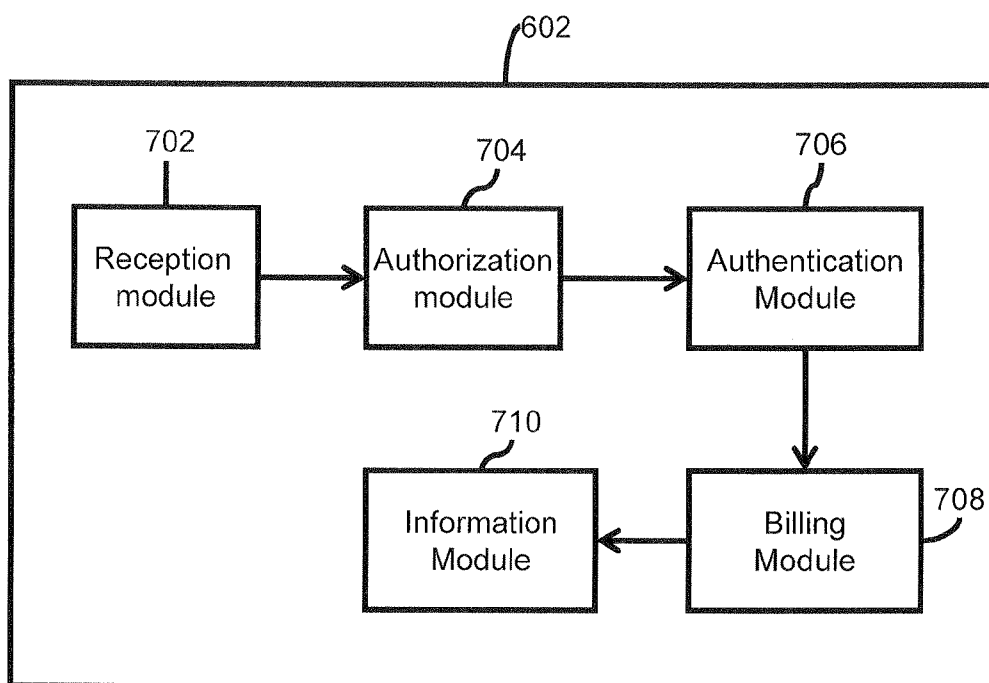 602
702
704
706
Reception
module
Authorization
module
Authentication
Module
710
708
Information
Module
Billing
Module